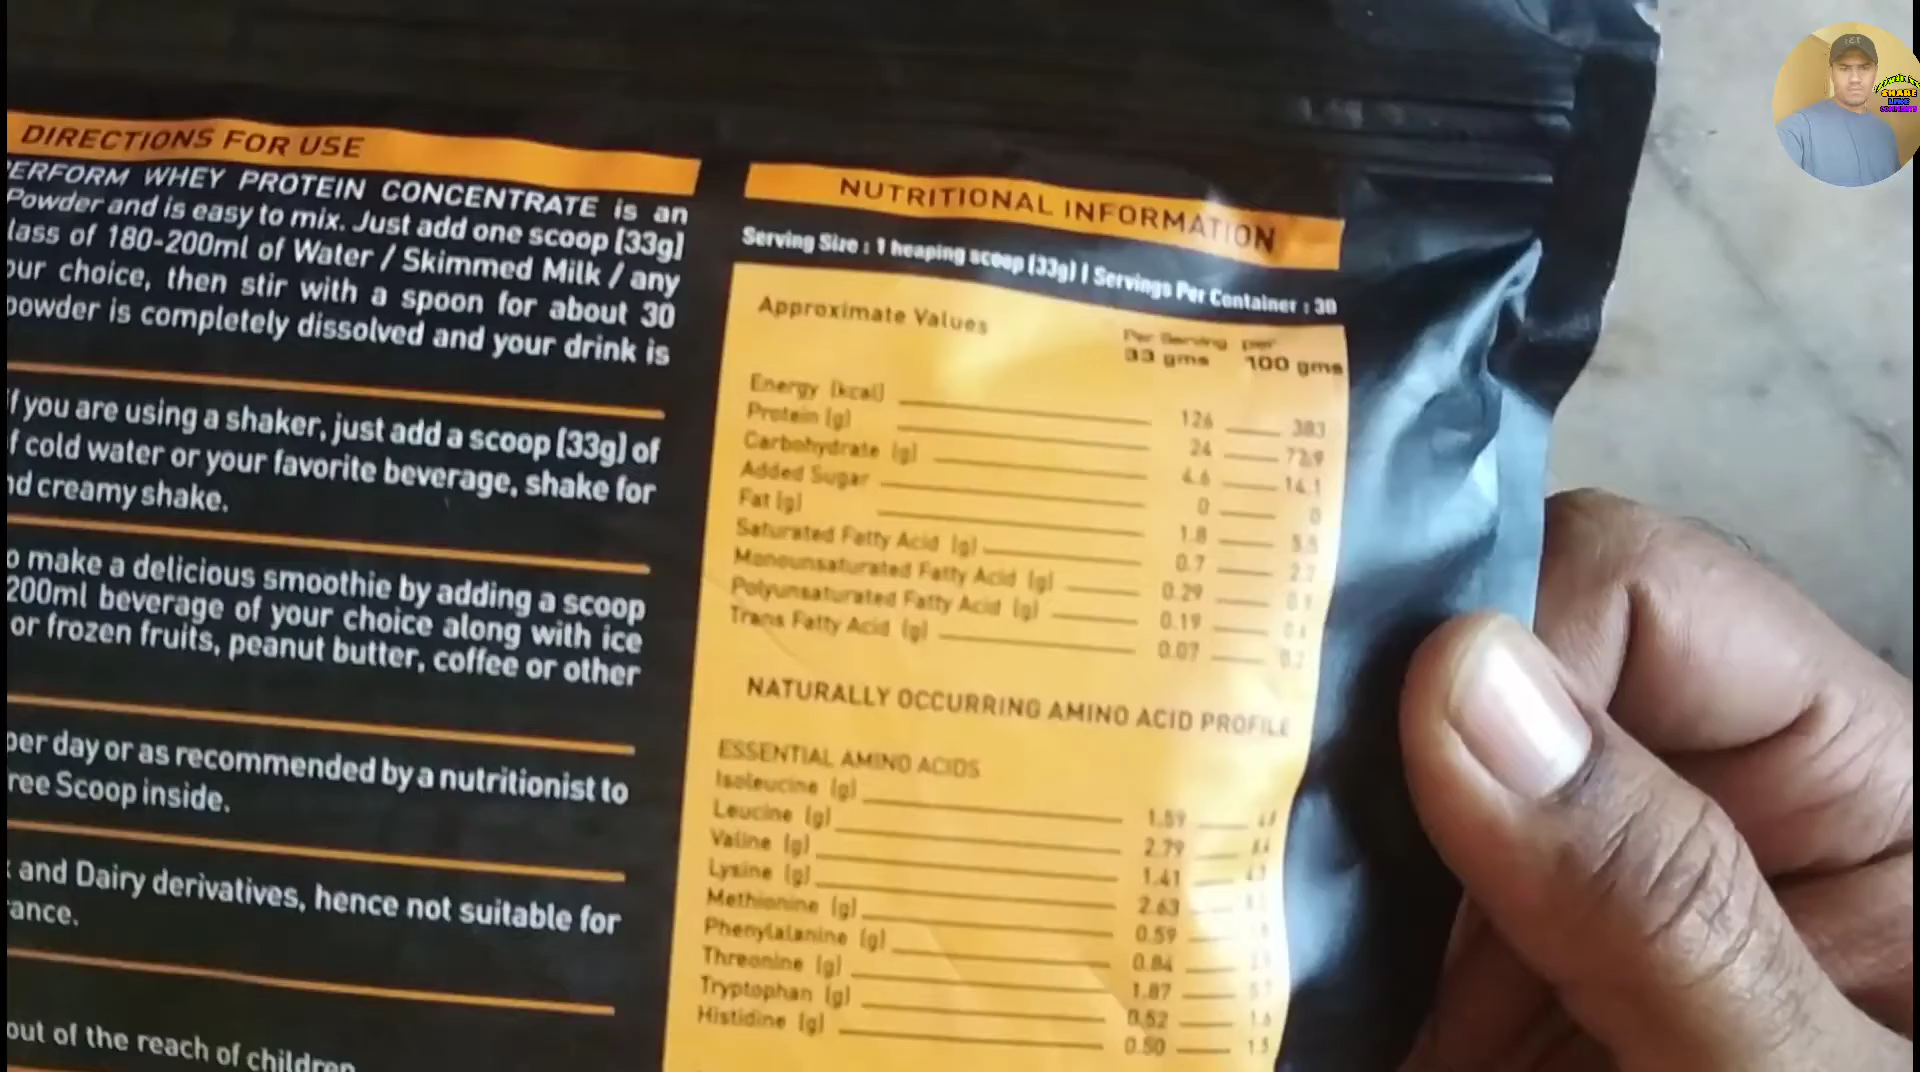 DIRECTIONS FOR USE
ERFORM WHEY PROTEIN CONCENTRATE is an
Powder and is easy to mix. Just add one scoop [33g]
lass of 180-200ml of Water / Skimmed Milk / any
our choice, then stir with a spoon for about 30
powder is completely dissolved and your drink is
f you are using a shaker, just add a scoop [33g] of
f cold water or your favorite beverage, shake for
nd creamy shake.
o make a delicious smoothie by adding a scoop
200ml beverage of your choice along with ice
or frozen fruits, peanut butter, coffee or other
per day or as recommended by a nutritionist to
ree Scoop inside.
and Dairy derivatives, hence not suitable for
rance.
out of the reach of children
NUTRITIONAL INFORMATION
Serving Size : 1 heaping scoop [33g] | Servings Per Container : 30
Approximate Values Per Serving per
33 gms 100 gms
Energy (kcal) 126 383
Protein (g) 24 72.9
Carbohydrate (g) 4.6 14.1
Added Sugar 0 0
Fat (g) 1.8 5.5
Saturated Fatty Acid (g) 0.7
Monounsaturated Fatty Acid (g) 0.29
Polyunsaturated Fatty Acid (g) 0.19
Trans Fatty Acid (g) 0.07
NATURALLY OCCURRING AMINO ACID PROFILE
ESSENTIAL AMINO ACIDS
Isoleucine (g) 1.59
Leucine (g) 2.79
Valine (g) 1.41
Lysine (g) 2.63
Methionine (g) 0.59
Phenylalanine (g) 0.84
Threonine (g) 1.87
Tryptophan (g) 0.52 1.6
Histidine (g) 0.50 1.5
SHARE